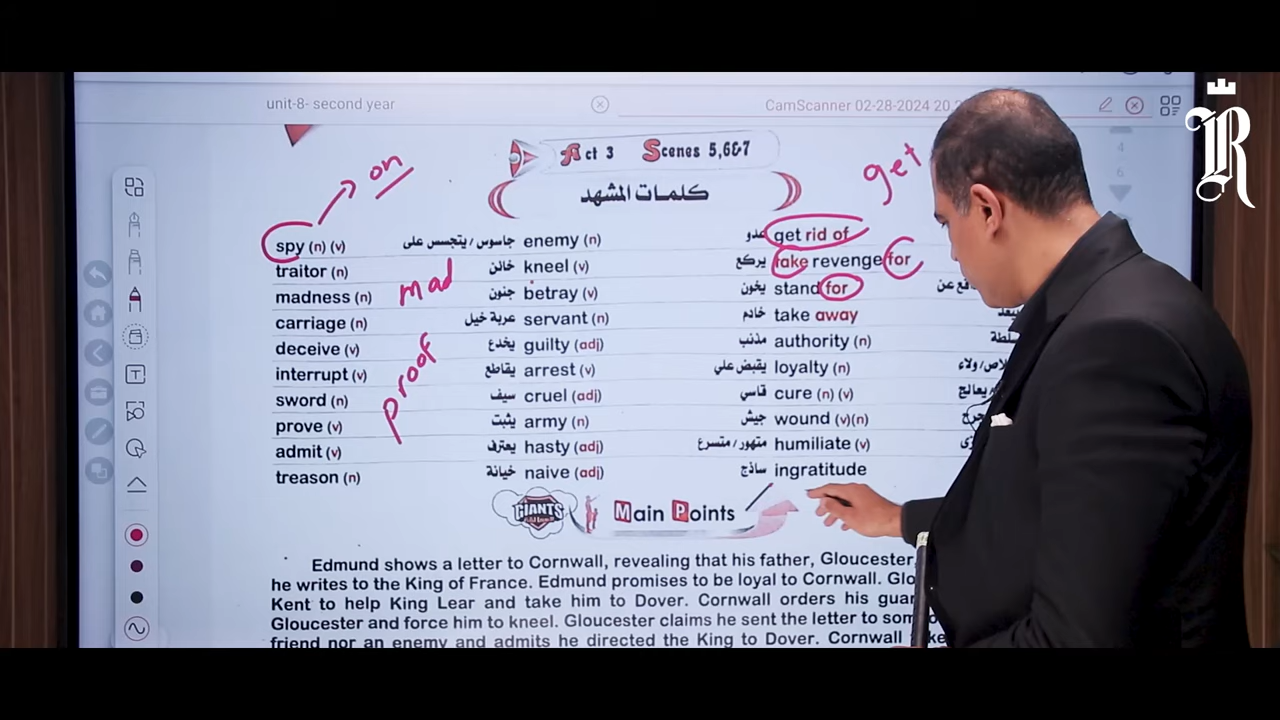 unit-8- second year
CamScanner 02-28-2024 20.2
Act 3 Scenes 5,6&7
كلمات المشهد
on
get
mad
proof
spy (n) (v) جاسوس / يتجسس على enemy (n) عدو get rid of
traitor (n) خائن kneel (v) يركع take revenge for
madness (n) جنون betray (v) يخون stand for
carriage (n) عربة خيل servant (n) خادم take away
deceive (v) يخدع guilty (adj) مذنب authority (n)
interrupt (v) يقاطع arrest (v) يقبض علي loyalty (n)
sword (n) سيف cruel (adj) قاسي cure (n) (v)
prove (v) يثبت army (n) جيش wound (v)(n)
admit (v) يعترف hasty (adj) متهور / متسرع humiliate (v)
treason (n) خيانة naive (adj) ساذج ingratitude
GIANTS
Main Points
Edmund shows a letter to Cornwall, revealing that his father, Gloucester,
he writes to the King of France. Edmund promises to be loyal to Cornwall.
Kent to help King Lear and take him to Dover. Cornwall orders his
Gloucester and force him to kneel. Gloucester claims he sent the letter to
friend nor an enemy and admits he directed the King to Dover. Cornwall
R